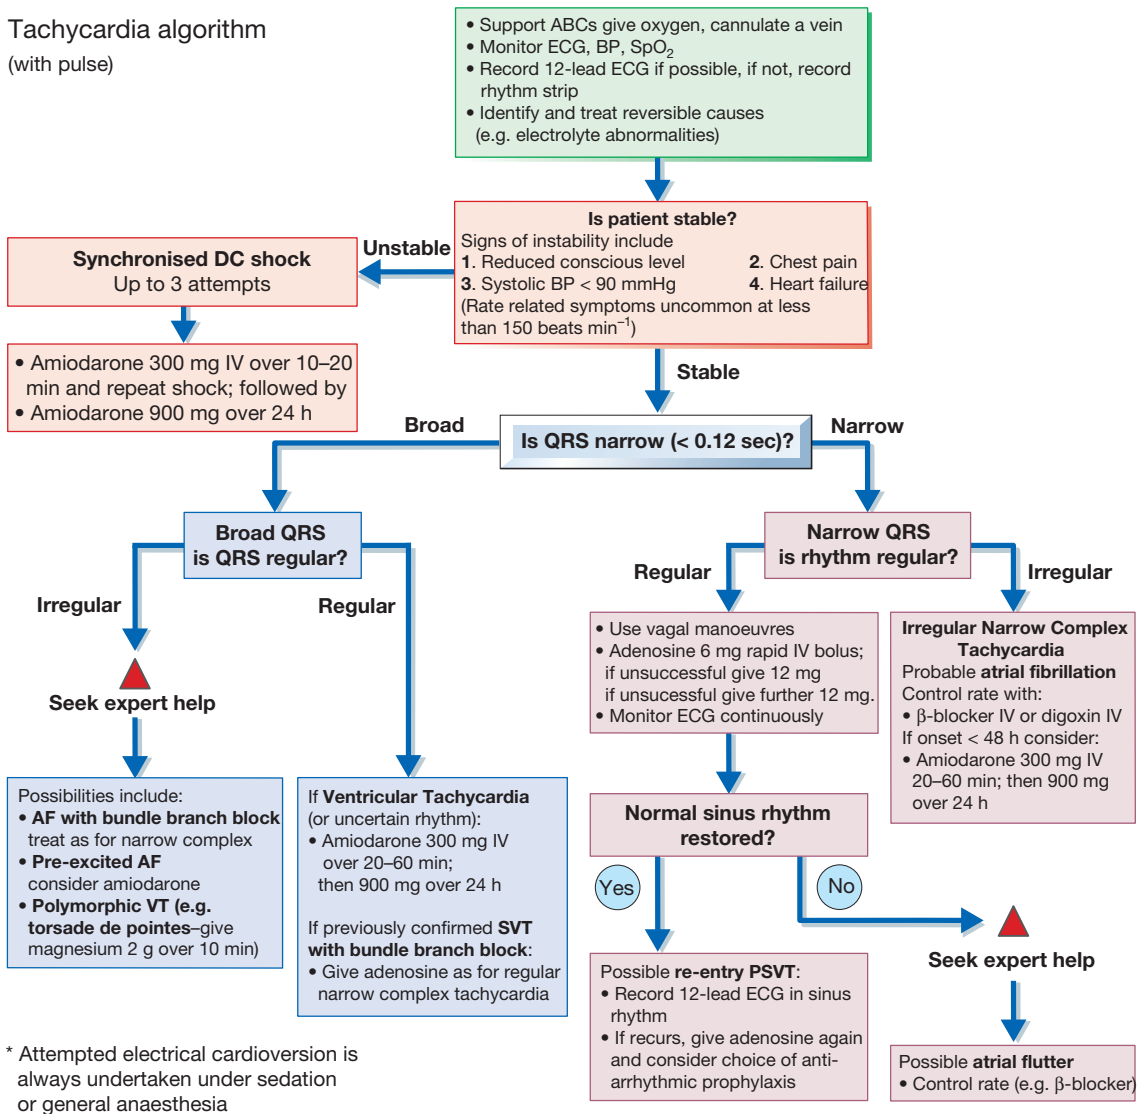 Tachycardia algorithm
(with pulse)
• Support ABCs give oxygen, cannulate a vein
• Monitor ECG, BP, SpO₂
• Record 12-lead ECG if possible, if not, record
rhythm strip
• Identify and treat reversible causes
(e.g. electrolyte abnormalities)
Is patient stable?
Signs of instability include
1. Reduced conscious level 2. Chest pain
3. Systolic BP < 90 mmHg 4. Heart failure
(Rate related symptoms uncommon at less
than 150 beats min⁻¹)
Unstable
Synchronised DC shock
Up to 3 attempts
• Amiodarone 300 mg IV over 10–20
min and repeat shock; followed by
• Amiodarone 900 mg over 24 h
Stable
Is QRS narrow (< 0.12 sec)?
Broad
Narrow
Broad QRS
is QRS regular?
Irregular
Regular
Seek expert help
Possibilities include:
• AF with bundle branch block
treat as for narrow complex
• Pre-excited AF
consider amiodarone
• Polymorphic VT (e.g.
torsade de pointes–give
magnesium 2 g over 10 min)
If Ventricular Tachycardia
(or uncertain rhythm):
• Amiodarone 300 mg IV
over 20–60 min;
then 900 mg over 24 h
If previously confirmed SVT
with bundle branch block:
• Give adenosine as for regular
narrow complex tachycardia
Narrow QRS
is rhythm regular?
Regular
Irregular
• Use vagal manoeuvres
• Adenosine 6 mg rapid IV bolus;
if unsuccessful give 12 mg
if unsucessful give further 12 mg.
• Monitor ECG continuously
Irregular Narrow Complex
Tachycardia
Probable atrial fibrillation
Control rate with:
• β-blocker IV or digoxin IV
If onset < 48 h consider:
• Amiodarone 300 mg IV
20–60 min; then 900 mg
over 24 h
Normal sinus rhythm
restored?
Yes
No
Possible re-entry PSVT:
• Record 12-lead ECG in sinus
rhythm
• If recurs, give adenosine again
and consider choice of anti-
arrhythmic prophylaxis
Seek expert help
Possible atrial flutter
• Control rate (e.g. β-blocker)
* Attempted electrical cardioversion is
always undertaken under sedation
or general anaesthesia